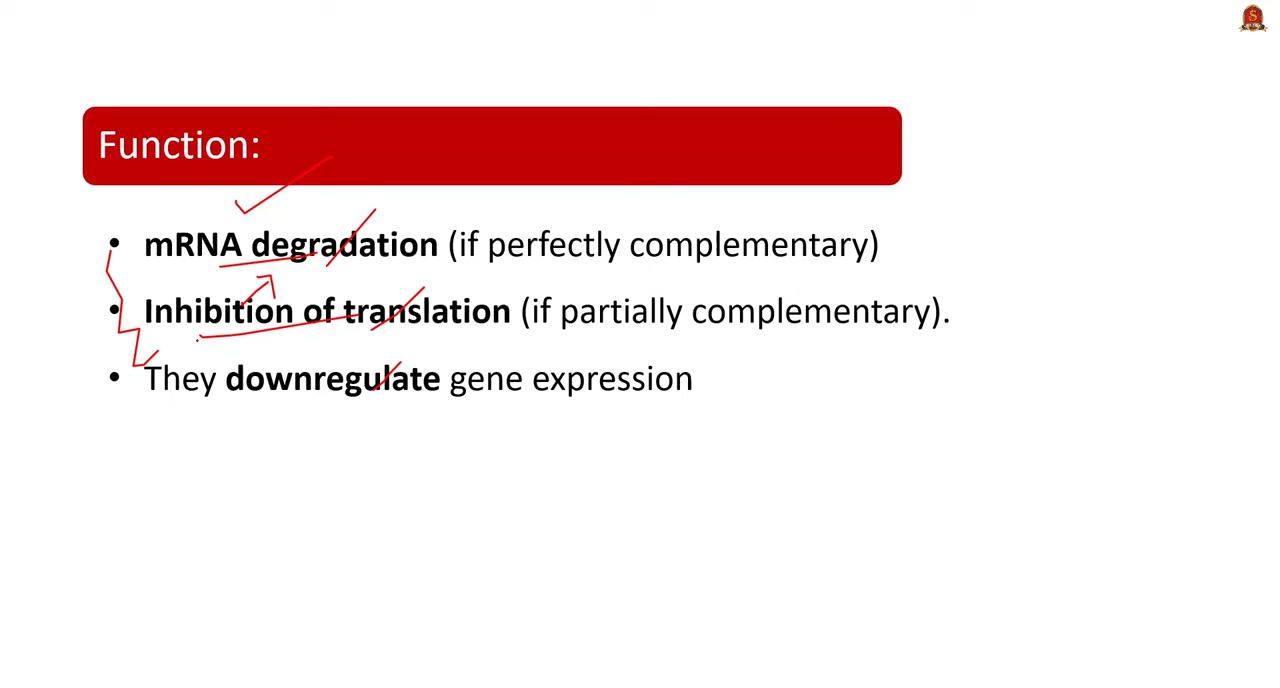 Function:
• mRNA degradation (if perfectly complementary)
• Inhibition of translation (if partially complementary).
• They downregulate gene expression